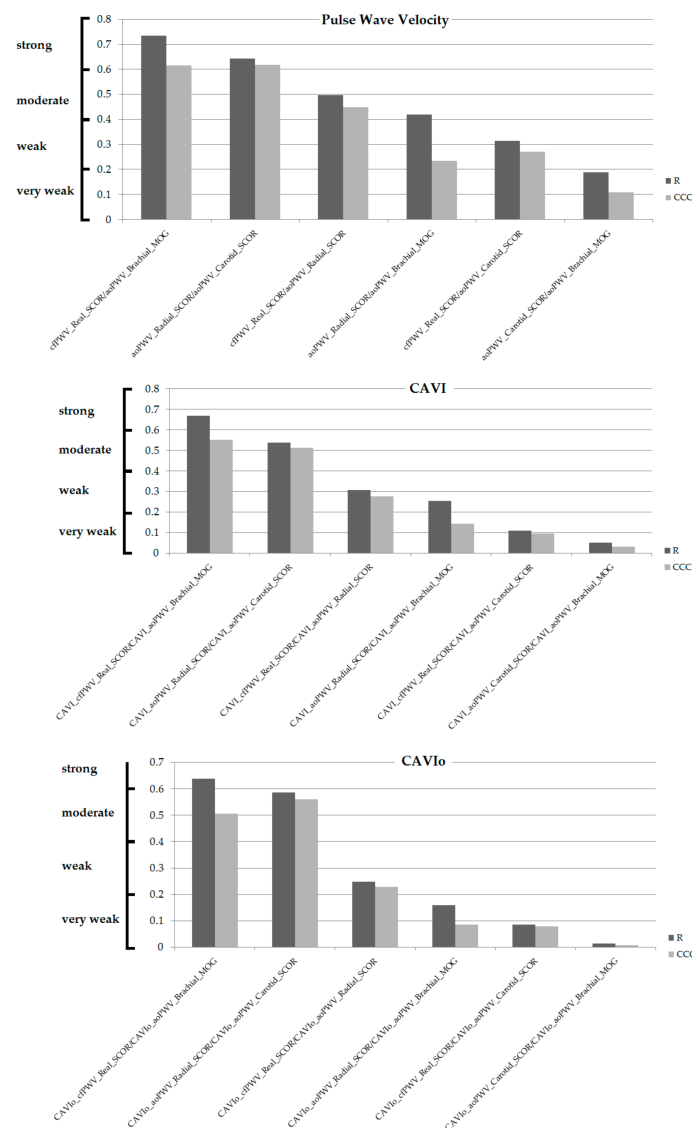 Pulse Wave Velocity
strong
moderate
weak
very weak
0.8
0.7
0.6
0.5
0.4
0.3
0.2
0.1
0
R
CCC
cfPWV_Real_SCOR/aoPWV_Brachial_MOG
aoPWV_Radial_SCOR/aoPWV_Carotid_SCOR
cfPWV_Real_SCOR/aoPWV_Radial_SCOR
aoPWV_Radial_SCOR/aoPWV_Brachial_MOG
cfPWV_Real_SCOR/aoPWV_Carotid_SCOR
aoPWV_Carotid_SCOR/aoPWV_Brachial_MOG
CAVI
strong
moderate
weak
very weak
0.8
0.7
0.6
0.5
0.4
0.3
0.2
0.1
0
R
CCC
CAVI_cfPWV_Real_SCOR/CAVI_aoPWV_Brachial_MOG
CAVI_aoPWV_Radial_SCOR/CAVI_aoPWV_Carotid_SCOR
CAVI_cfPWV_Real_SCOR/CAVI_aoPWV_Radial_SCOR
CAVI_aoPWV_Radial_SCOR/CAVI_aoPWV_Brachial_MOG
CAVI_cfPWV_Real_SCOR/CAVI_aoPWV_Carotid_SCOR
CAVI_aoPWV_Carotid_SCOR/CAVI_aoPWV_Brachial_MOG
CAVIo
strong
moderate
weak
very weak
0.7
0.6
0.5
0.4
0.3
0.2
0.1
0
R
CCC
CAVIo_cfPWV_Real_SCOR/CAVIo_aoPWV_Brachial_MOG
CAVIo_aoPWV_Radial_SCOR/CAVIo_aoPWV_Carotid_SCOR
CAVIo_cfPWV_Real_SCOR/CAVIo_aoPWV_Radial_SCOR
CAVIo_aoPWV_Radial_SCOR/CAVIo_aoPWV_Brachial_MOG
CAVIo_cfPWV_Real_SCOR/CAVIo_aoPWV_Carotid_SCOR
CAVIo_aoPWV_Carotid_SCOR/CAVIo_aoPWV_Brachial_MOG